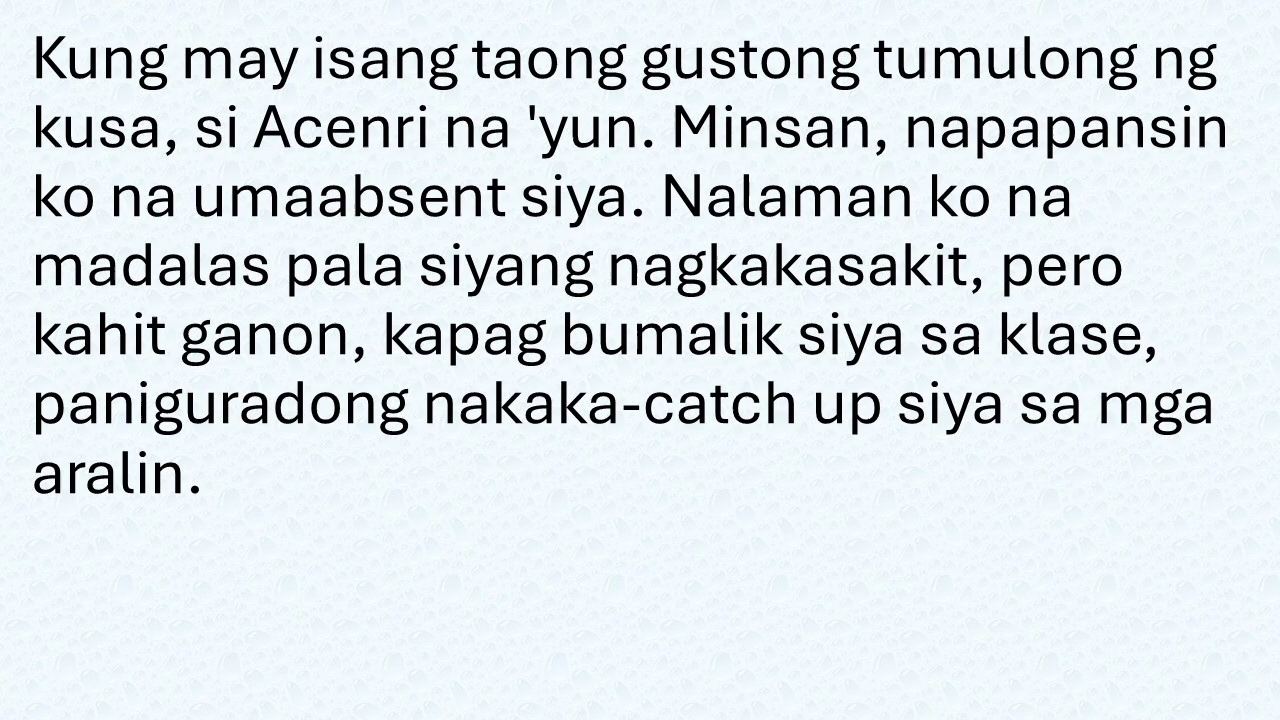 Kung may isang taong gustong tumulong ng
kusa, si Acenri na 'yun. Minsan, napapansin
ko na umaabsent siya. Nalaman ko na
madalas pala siyang nagkakasakit, pero
kahit ganon, kapag bumalik siya sa klase,
paniguradong nakaka-catch up siya sa mga
aralin.